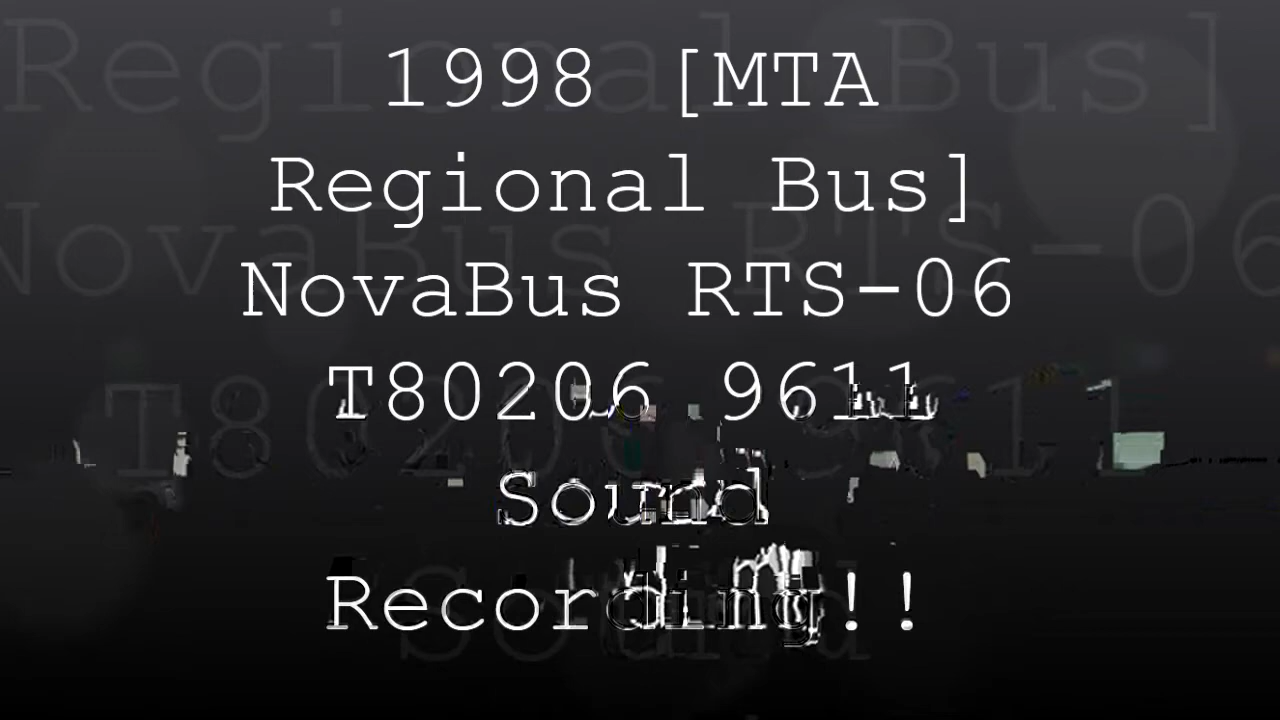 1998 [MTA
Regional Bus]
NovaBus RTS-06
T80206 9611
Sound
Recording!!